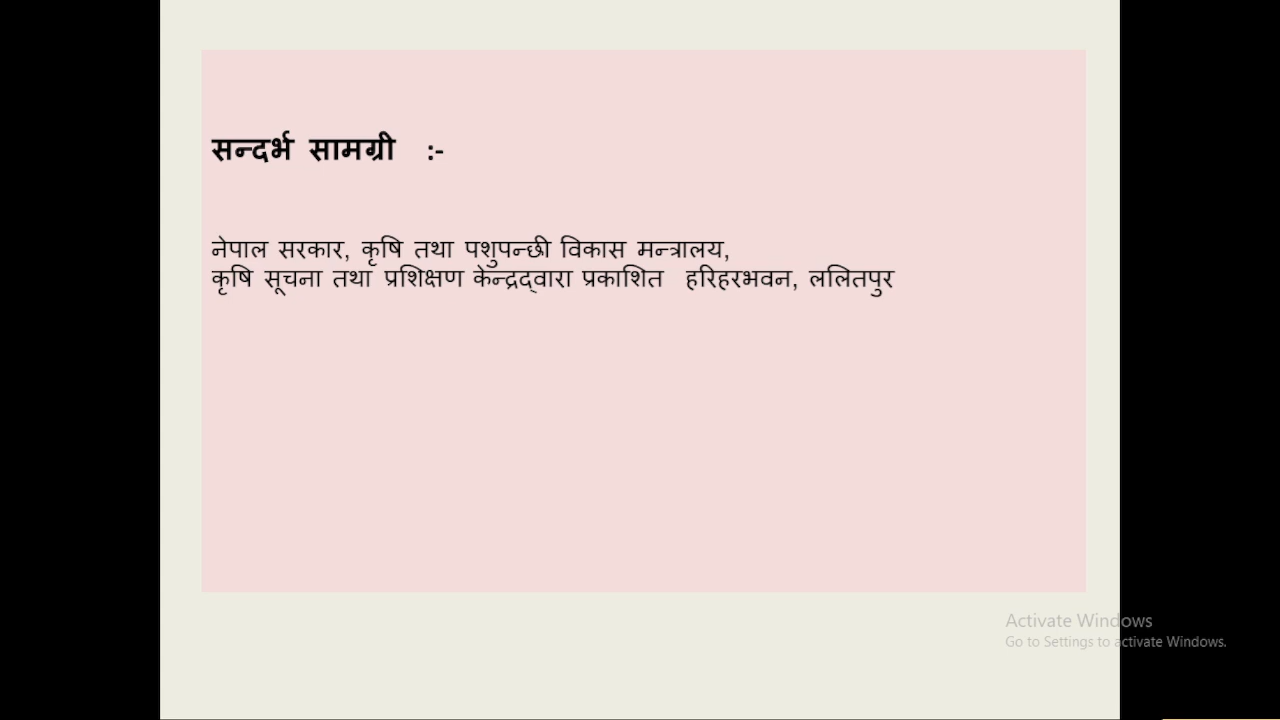 सन्दर्भ सामग्री :-
नेपाल सरकार, कृषि तथा पशुपन्छी विकास मन्त्रालय,
कृषि सूचना तथा प्रशिक्षण केन्द्रद्वारा प्रकाशित हरिहरभवन, ललितपुर
Activate Windows
Go to Settings to activate Windows.